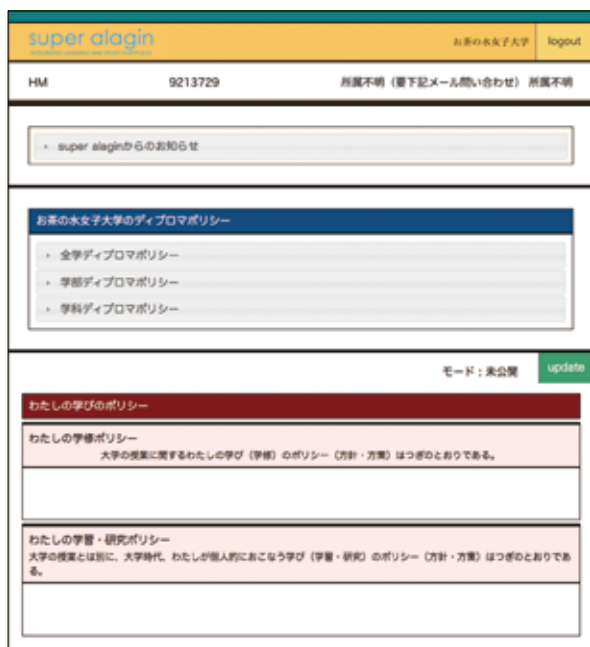 super alagin
お茶の水女子大学
logout
HM
9213729
所属不明（要下記メール問い合わせ）所属不明
super alaginからのお知らせ
お茶の水女子大学のディプロマポリシー
全学ディプロマポリシー
学部ディプロマポリシー
学科ディプロマポリシー
モード：未公開
update
わたしの学びのポリシー
わたしの学修ポリシー
大学の授業に関するわたしの学び（学修）のポリシー（方針・方策）はつぎのとおりである。
わたしの学習・研究ポリシー
大学の授業とは別に、大学時代、わたしが個人的におこなう学び（学習・研究）のポリシー（方針・方策）はつぎのとおりであ
る。